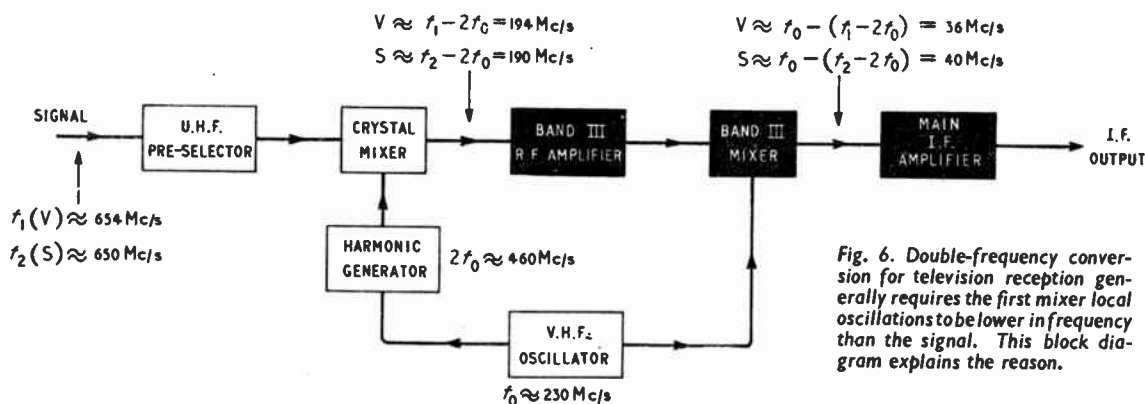 V ≈ f₁ − 2f₀ = 194 Mc/s
S ≈ f₂ − 2f₀ = 190 Mc/s
V ≈ f₀ − (f₁ − 2f₀) = 36 Mc/s
S ≈ f₀ − (f₂ − 2f₀) = 40 Mc/s
SIGNAL
U.H.F.
PRE-SELECTOR
CRYSTAL
MIXER
BAND III
R.F. AMPLIFIER
BAND III
MIXER
MAIN
I.F.
AMPLIFIER
I.F.
OUTPUT
f₁(V) ≈ 654 Mc/s
f₂(S) ≈ 650 Mc/s
HARMONIC
GENERATOR
2f₀ ≈ 460 Mc/s
V.H.F.
OSCILLATOR
f₀ ≈ 230 Mc/s
Fig. 6. Double-frequency conver-
sion for television reception gen-
erally requires the first mixer local
oscillations to be lower in frequency
than the signal. This block dia-
gram explains the reason.